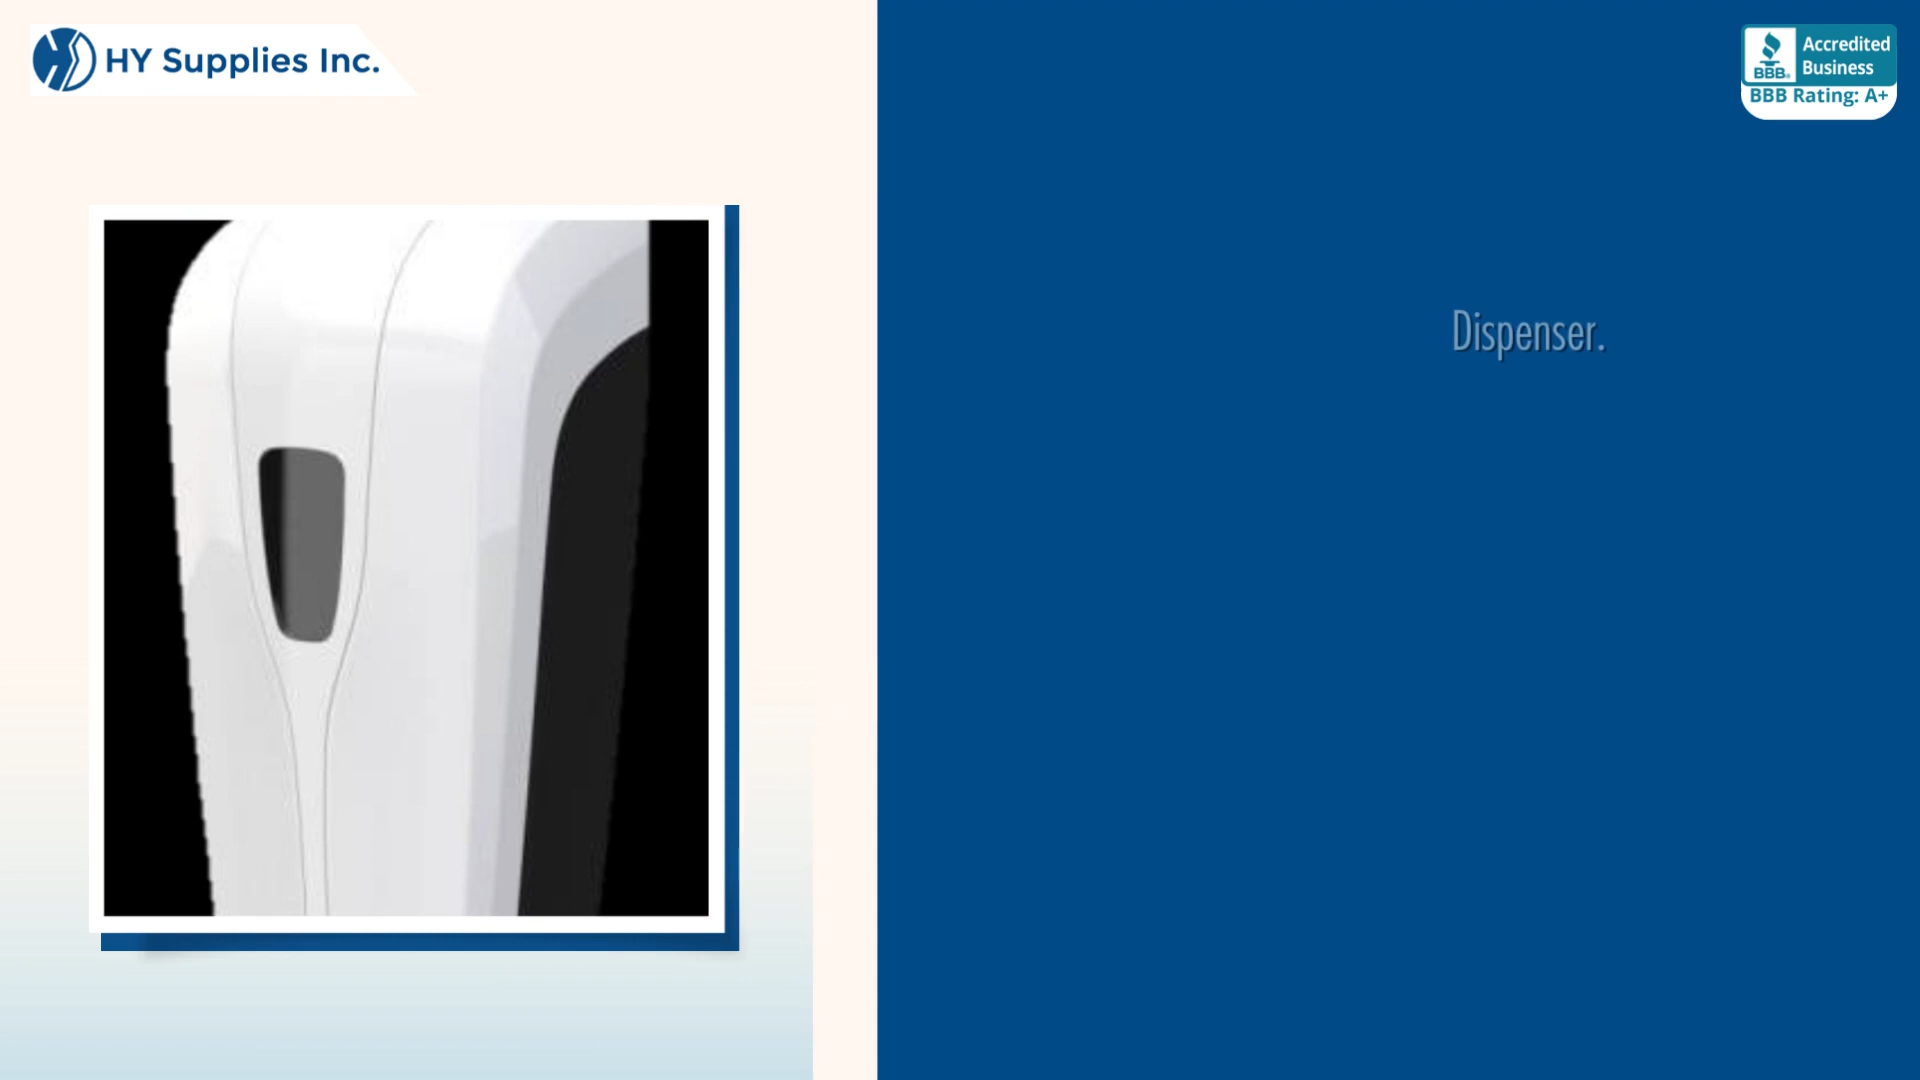 HY Supplies Inc.
Accredited
Business
BBB.
BBB Rating: A+
Dispenser.